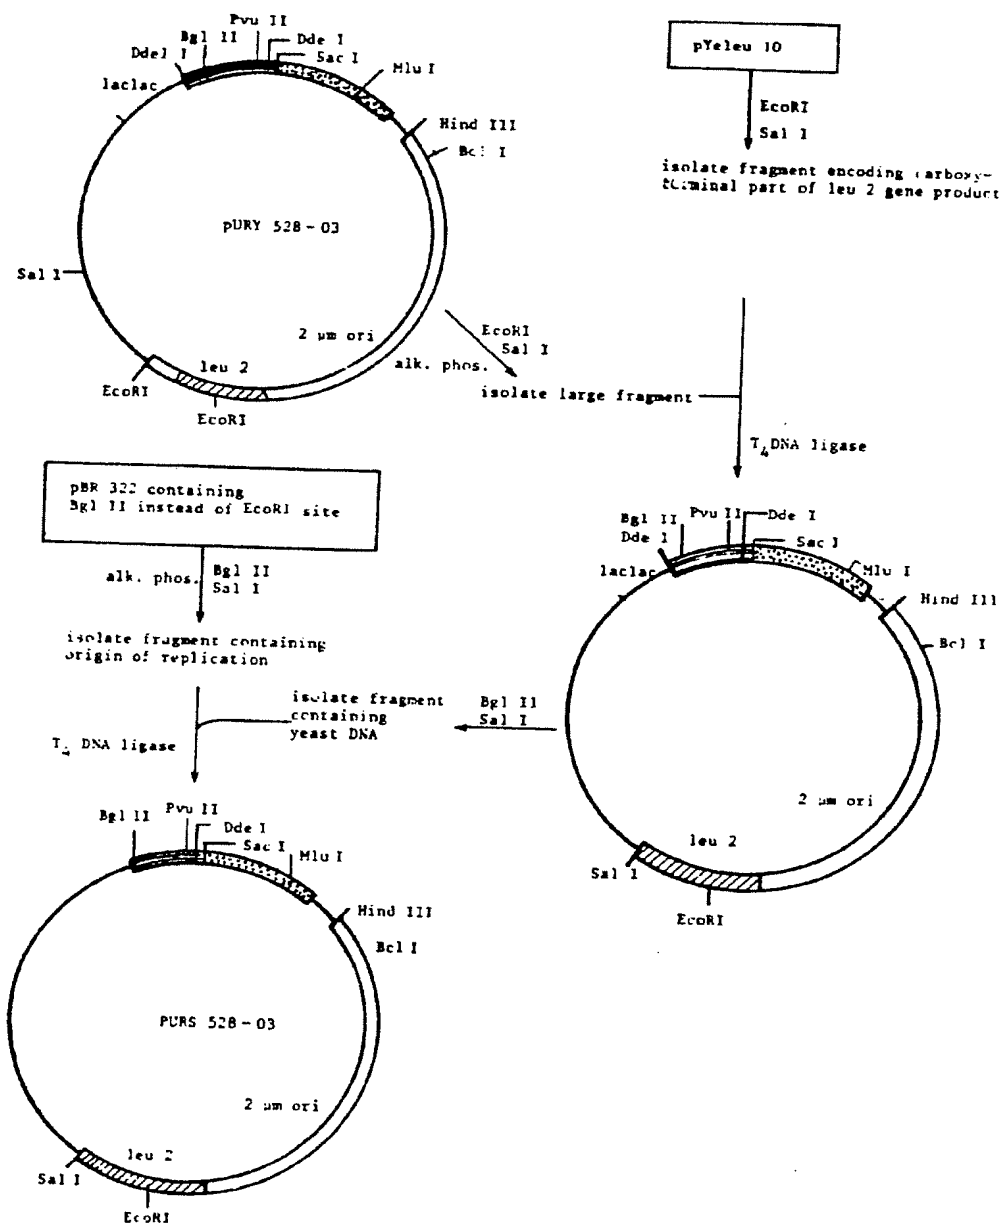 Pvu II
Bgl II
Dde I
DdeI I
Sac I
laclac
Mlu I
Hind III
Bcl I
pURY 528-03
Sal I
2 µm ori
leu 2
EcoRI
EcoRI
pYeleu 10
EcoRI
Sal I
isolate fragment encoding carboxy-
terminal part of leu 2 gene product
EcoRI
Sal I
alk. phos.
isolate large fragment
T4 DNA ligase
pBR 322 containing
Bgl II instead of EcoRI site
alk. phos.
Bgl II
Sal I
isolate fragment containing
origin of replication
Bgl II
Pvu II
Dde I
Dde I
Sac I
laclac
Mlu I
Hind III
Bcl I
2 µm ori
leu 2
Sal I
EcoRI
Bgl II
Sal I
isolate fragment
containing
yeast DNA
T4 DNA ligase
Pvu II
Bgl II
Dde I
Sac I
Mlu I
Hind III
Bcl I
PURS 528-03
2 µm ori
leu 2
Sal I
EcoRI